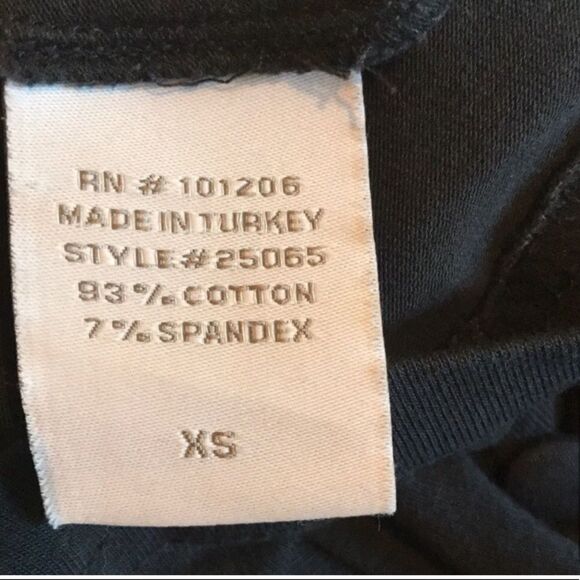 RN # 101206
MADE IN TURKEY
STYLE# 25065
93% COTTON
7% SPANDEX
XS